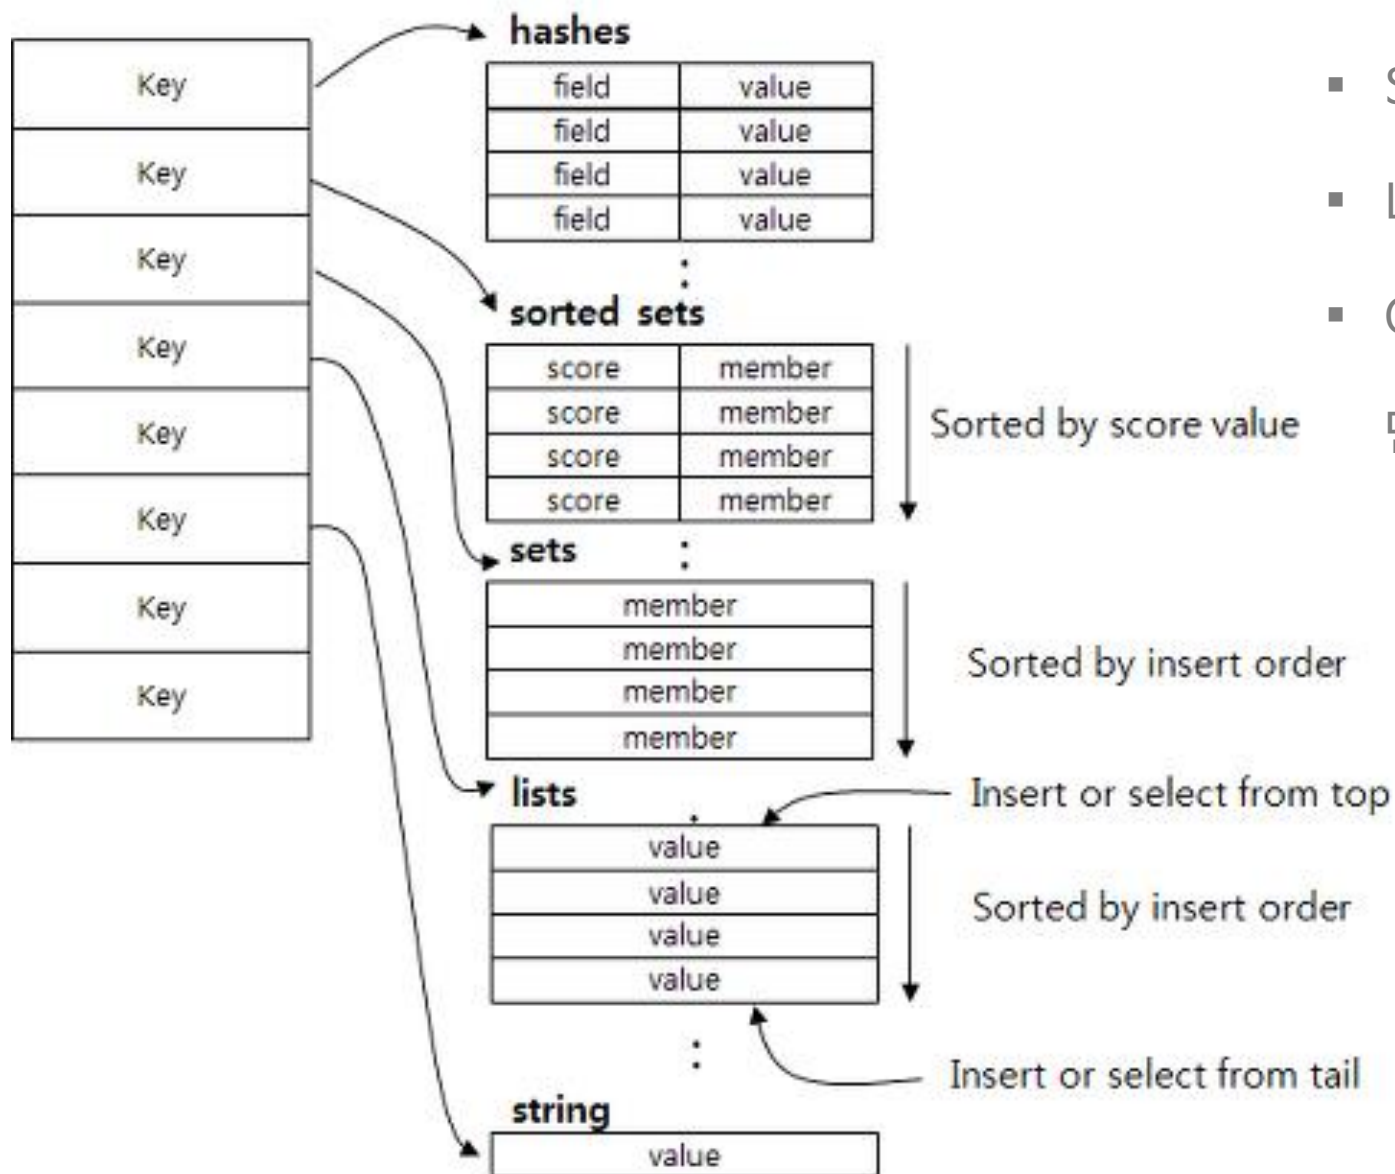 Key
Key
Key
Key
Key
Key
Key
Key
hashes
field value
field value
field value
field value
sorted sets
score member
score member
score member
score member
Sorted by score value
sets
member
member
member
member
Sorted by insert order
lists
Insert or select from top
value
value
value
value
Sorted by insert order
Insert or select from tail
string
value